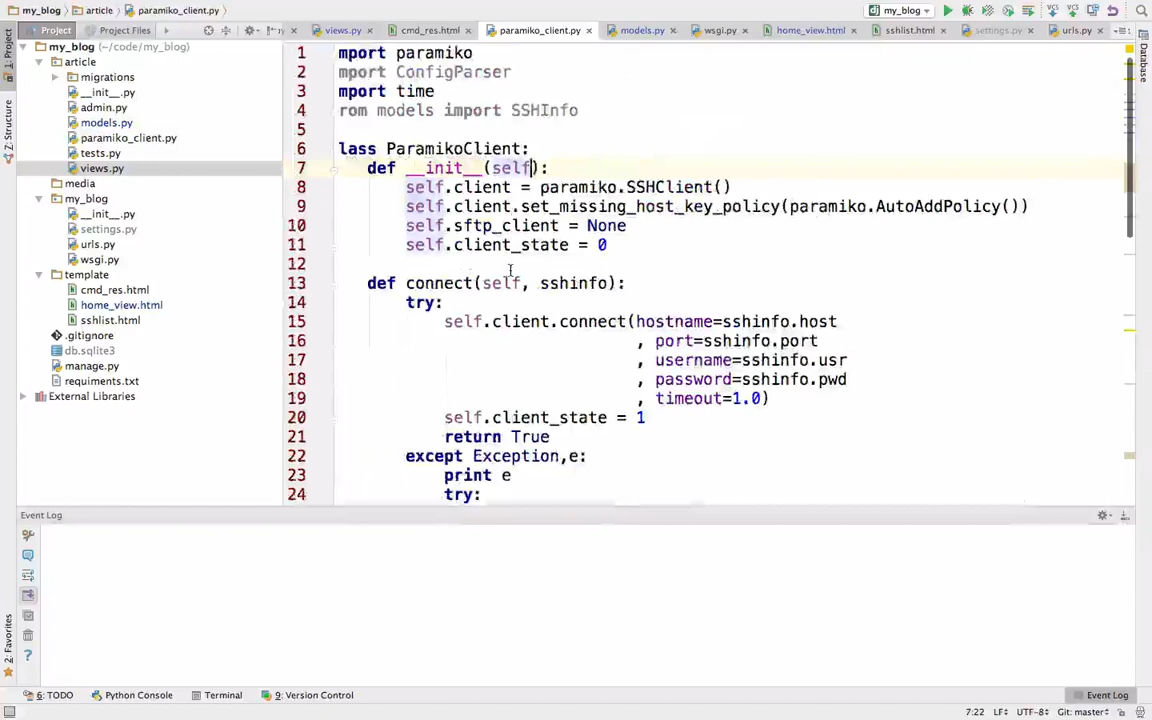 my_blog article paramiko_client.py my_blog
Project Project Files views.py cmd_res.html paramiko_client.py models.py wsgi.py home_view.html sshlist.html settings.py urls.py
1: Project
Z: Structure
2: Favorites
Database
my_blog (~/code/my_blog)
article
migrations
__init__.py
admin.py
models.py
paramiko_client.py
tests.py
views.py
media
my_blog
__init__.py
settings.py
urls.py
wsgi.py
template
cmd_res.html
home_view.html
sshlist.html
.gitignore
db.sqlite3
manage.py
requiments.txt
External Libraries
1 mport paramiko
2 mport ConfigParser
3 mport time
4 rom models import SSHInfo
5
6 lass ParamikoClient:
7 def __init__(self):
8 self.client = paramiko.SSHClient()
9 self.client.set_missing_host_key_policy(paramiko.AutoAddPolicy())
10 self.sftp_client = None
11 self.client_state = 0
12
13 def connect(self, sshinfo):
14 try:
15 self.client.connect(hostname=sshinfo.host
16 , port=sshinfo.port
17 , username=sshinfo.usr
18 , password=sshinfo.pwd
19 , timeout=1.0)
20 self.client_state = 1
21 return True
22 except Exception,e:
23 print e
24 try:
Event Log
6: TODO Python Console Terminal 9: Version Control Event Log
7:22 LF UTF-8 Git: master